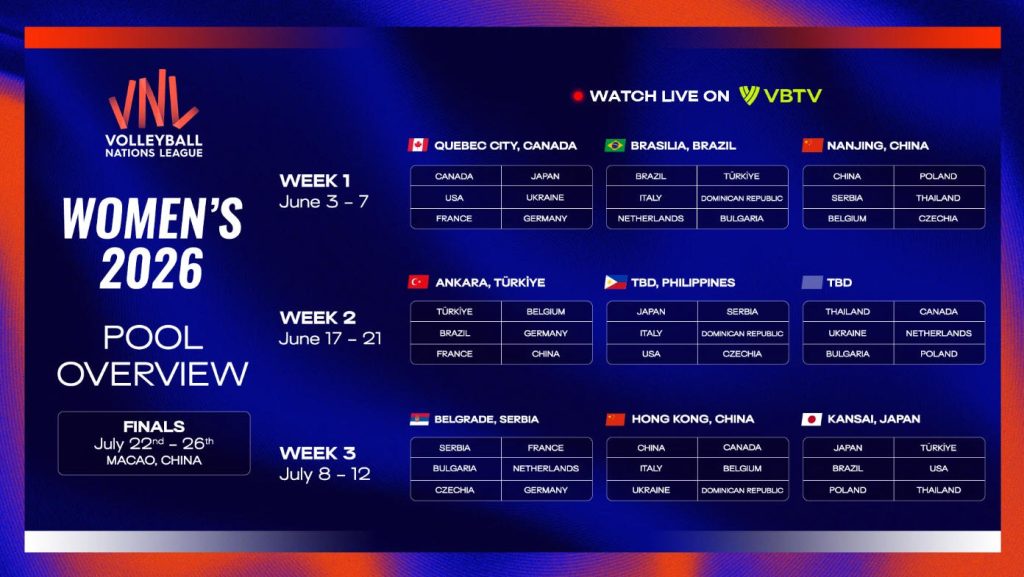 VNL
VOLLEYBALL
NATIONS LEAGUE
WOMEN'S
2026
POOL
OVERVIEW
FINALS
July 22nd - 26th
MACAO, CHINA
WATCH LIVE ON VBTV
WEEK 1
June 3 - 7
QUEBEC CITY, CANADA
CANADA JAPAN
USA UKRAINE
FRANCE GERMANY
BRASILIA, BRAZIL
BRAZIL TÜRKİYE
ITALY DOMINICAN REPUBLIC
NETHERLANDS BULGARIA
NANJING, CHINA
CHINA POLAND
SERBIA THAILAND
BELGIUM CZECHIA
WEEK 2
June 17 - 21
ANKARA, TÜRKİYE
TÜRKİYE BELGIUM
BRAZIL GERMANY
FRANCE CHINA
TBD, PHILIPPINES
JAPAN SERBIA
ITALY DOMINICAN REPUBLIC
USA CZECHIA
TBD
THAILAND CANADA
UKRAINE NETHERLANDS
BULGARIA POLAND
WEEK 3
July 8 - 12
BELGRADE, SERBIA
SERBIA FRANCE
BULGARIA NETHERLANDS
CZECHIA GERMANY
HONG KONG, CHINA
CHINA CANADA
ITALY BELGIUM
UKRAINE DOMINICAN REPUBLIC
KANSAI, JAPAN
JAPAN TÜRKİYE
BRAZIL USA
POLAND THAILAND